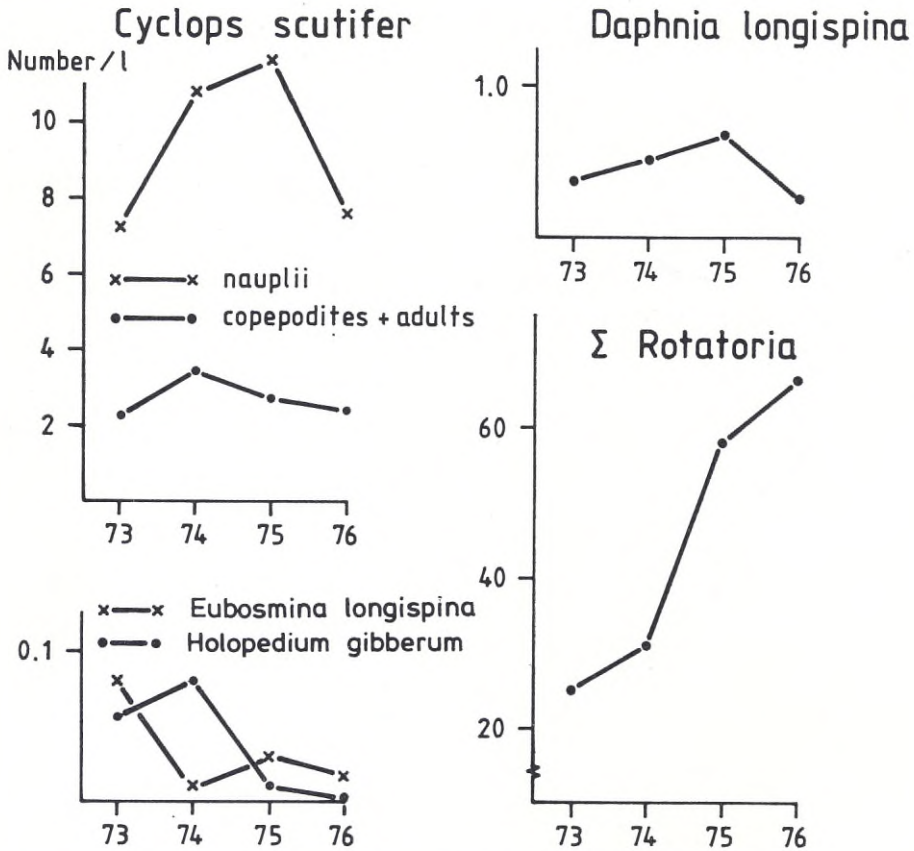 Cyclops scutifer
Number/l
10
8
6
4
2
x—x nauplii
•—• copepodites + adults
73 74 75 76
Daphnia longispina
1.0
73 74 75 76
x—x Eubosmina longispina
•—• Holopedium gibberum
0.1
73 74 75 76
Σ Rotatoria
60
40
20
73 74 75 76